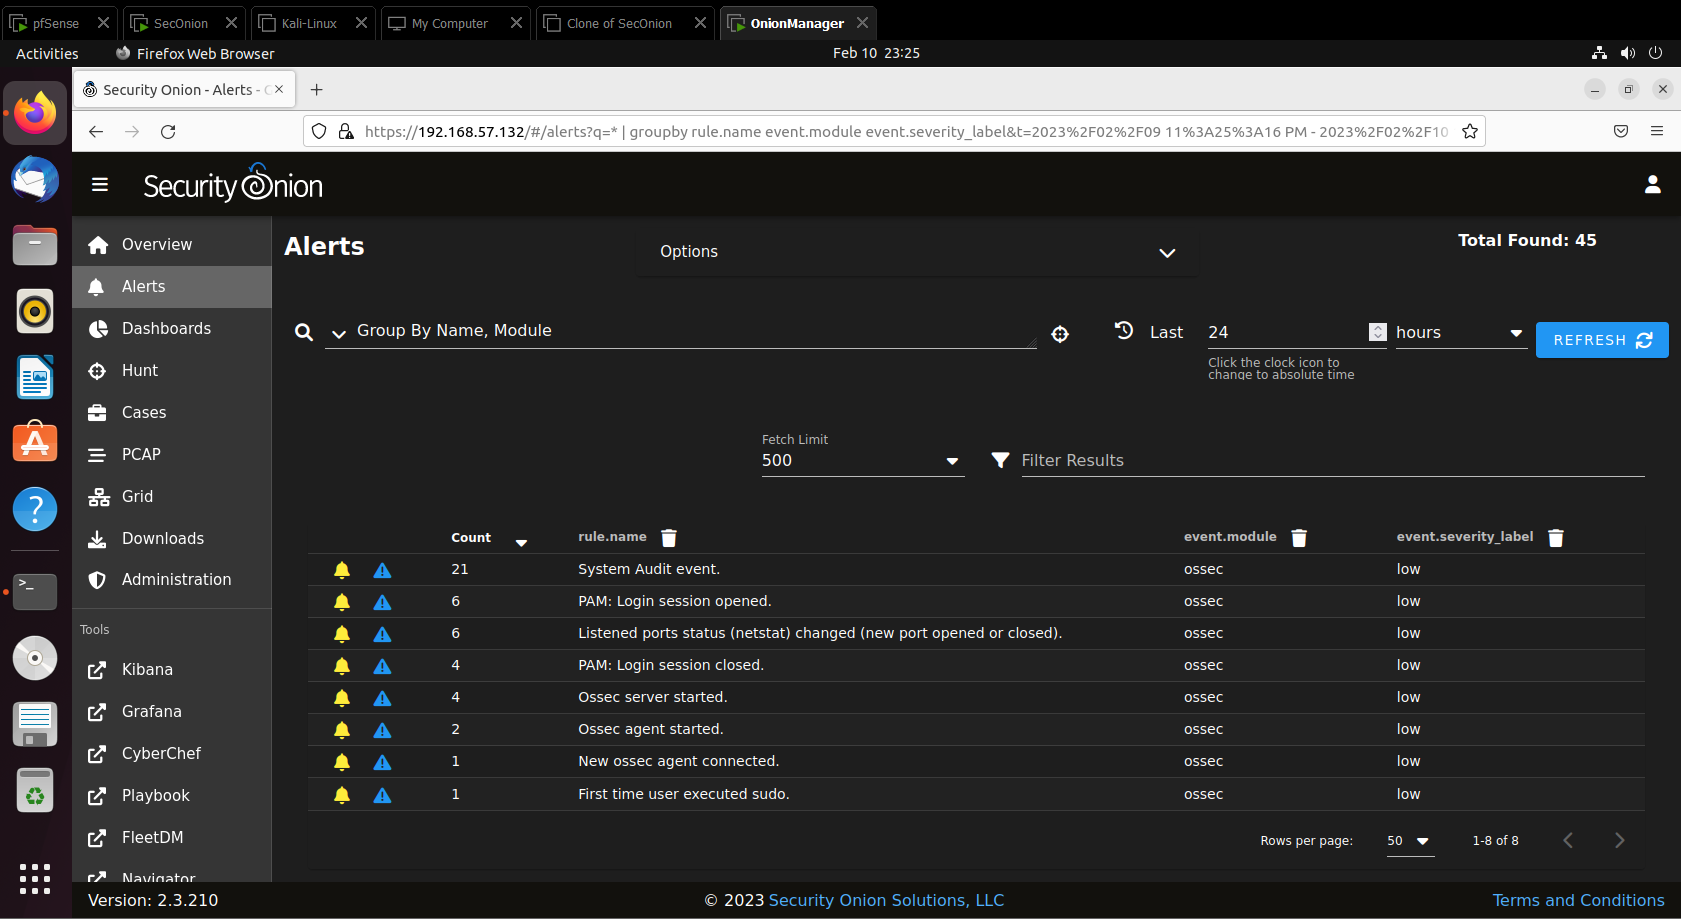 pfSense SecOnion Kali-Linux My Computer Clone of SecOnion OnionManager
Activities Firefox Web Browser Feb 10 23:25
Security Onion - Alerts -
https://192.168.57.132/#/alerts?q=* | groupby rule.name event.module event.severity_label&t=2023%2F02%2F09 11%3A25%3A16 PM - 2023%2F02%2F10
Security Onion
Overview
Alerts
Dashboards
Hunt
Cases
PCAP
Grid
Downloads
Administration
Tools
Kibana
Grafana
CyberChef
Playbook
FleetDM
Navigator
Alerts
Options
Total Found: 45
Group By Name, Module
Last 24 hours
REFRESH
Click the clock icon to
change to absolute time
Fetch Limit
500
Filter Results
Count rule.name event.module event.severity_label
21 System Audit event. ossec low
6 PAM: Login session opened. ossec low
6 Listened ports status (netstat) changed (new port opened or closed). ossec low
4 PAM: Login session closed. ossec low
4 Ossec server started. ossec low
2 Ossec agent started. ossec low
1 New ossec agent connected. ossec low
1 First time user executed sudo. ossec low
Rows per page: 50 1-8 of 8
Version: 2.3.210 © 2023 Security Onion Solutions, LLC Terms and Conditions